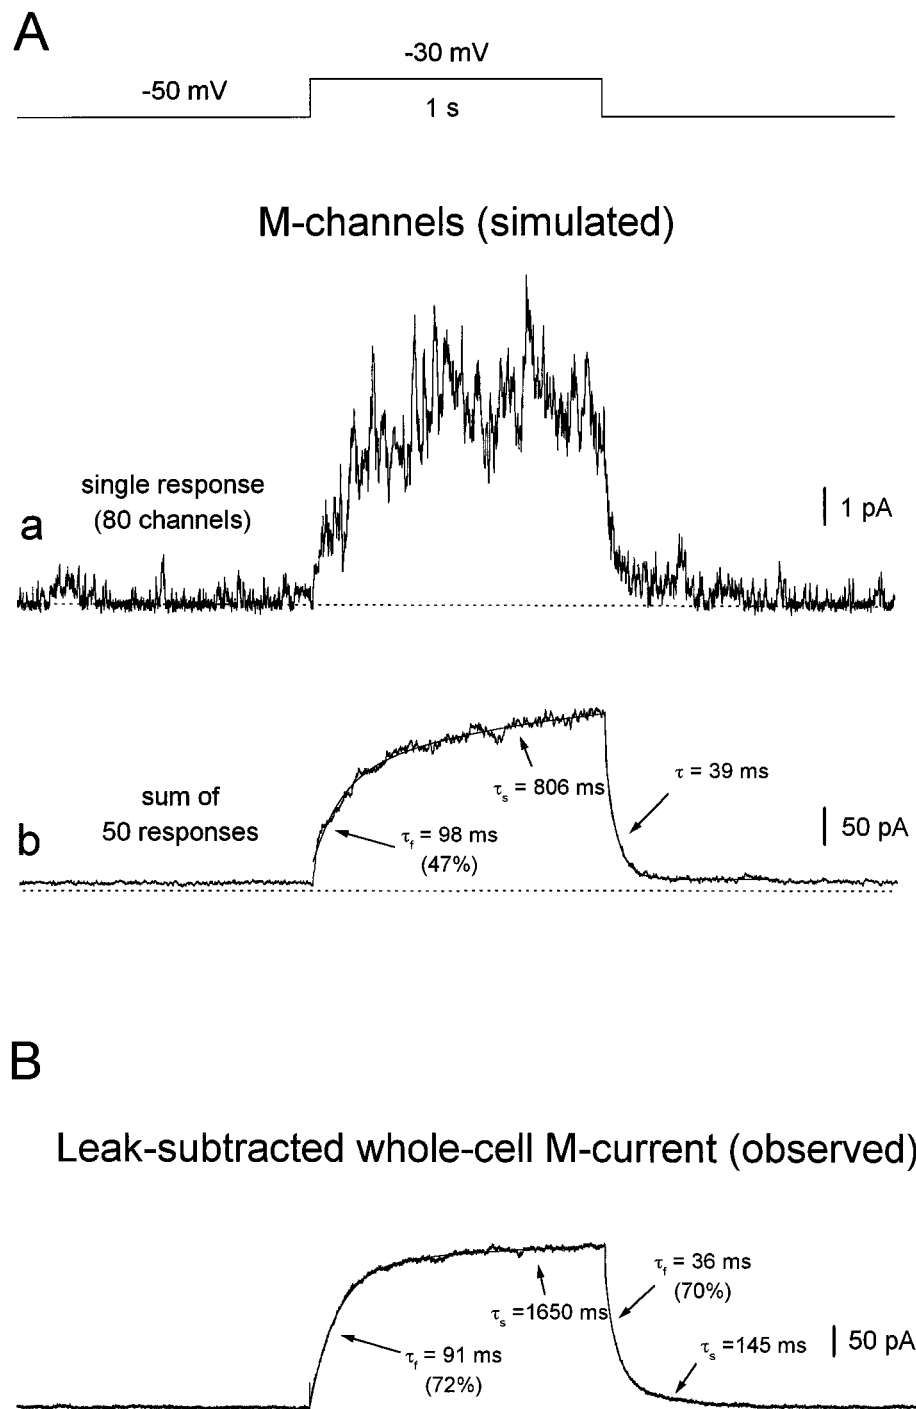 A
-30 mV
-50 mV
1 s
M-channels (simulated)
single response
(80 channels)
a
1 pA
sum of
50 responses
b
τs = 806 ms
τ = 39 ms
τf = 98 ms
(47%)
50 pA
B
Leak-subtracted whole-cell M-current (observed)
τf = 36 ms
(70%)
τs =1650 ms
τs =145 ms
τf = 91 ms
(72%)
50 pA